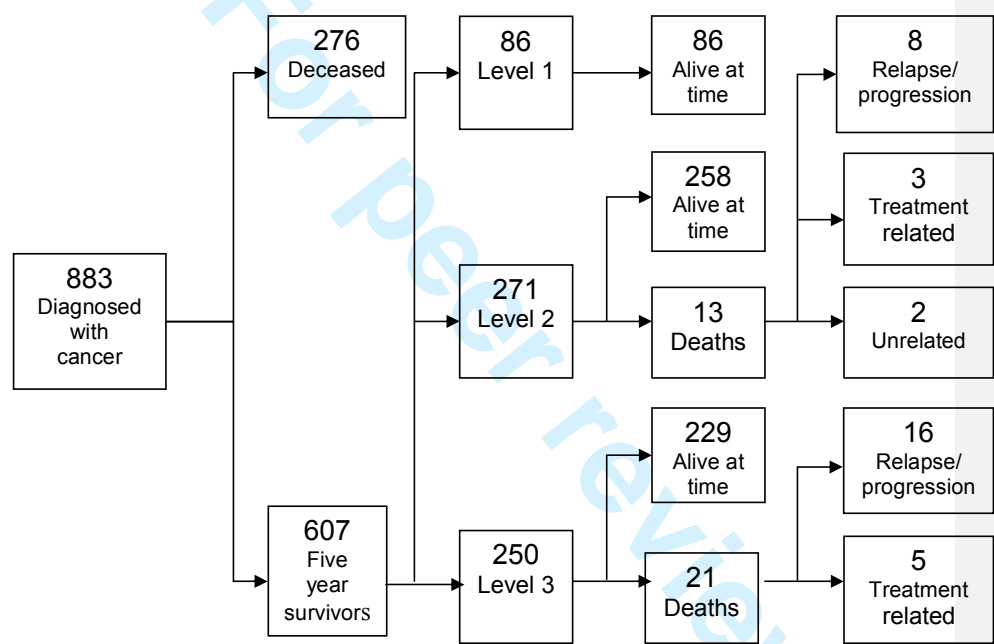 276
Deceased
86
Level 1
86
Alive at
time
8
Relapse/
progression
258
Alive at
time
3
Treatment
related
883
Diagnosed
with
cancer
271
Level 2
13
Deaths
2
Unrelated
229
Alive at
time
16
Relapse/
progression
607
Five
year
survivors
250
Level 3
21
Deaths
5
Treatment
related
For peer review